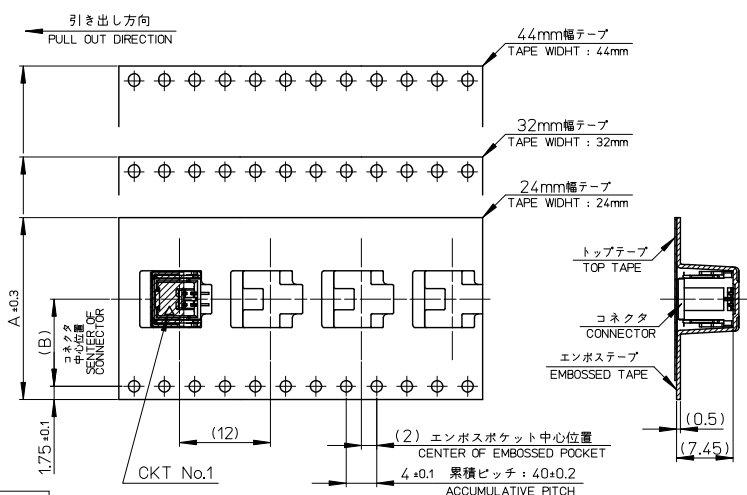 引き出し方向
PULL OUT DIRECTION
44mm幅テープ
TAPE WIDHT : 44mm
32mm幅テープ
TAPE WIDHT : 32mm
24mm幅テープ
TAPE WIDHT : 24mm
トップテープ
TOP TAPE
コネクタ
CONNECTOR
エンボステープ
EMBOSSED TAPE
A ±0.3
(B)
コネクタ
中心位置
SENTER OF
CONNECTOR
1.75 ±0.1
(12)
(2) エンボスポケット中心位置
CENTER OF EMBOSSED POCKET
(0.5)
(7.45)
CKT No.1
4 ±0.1 累積ピッチ : 40±0.2
ACCUMULATIVE PITCH